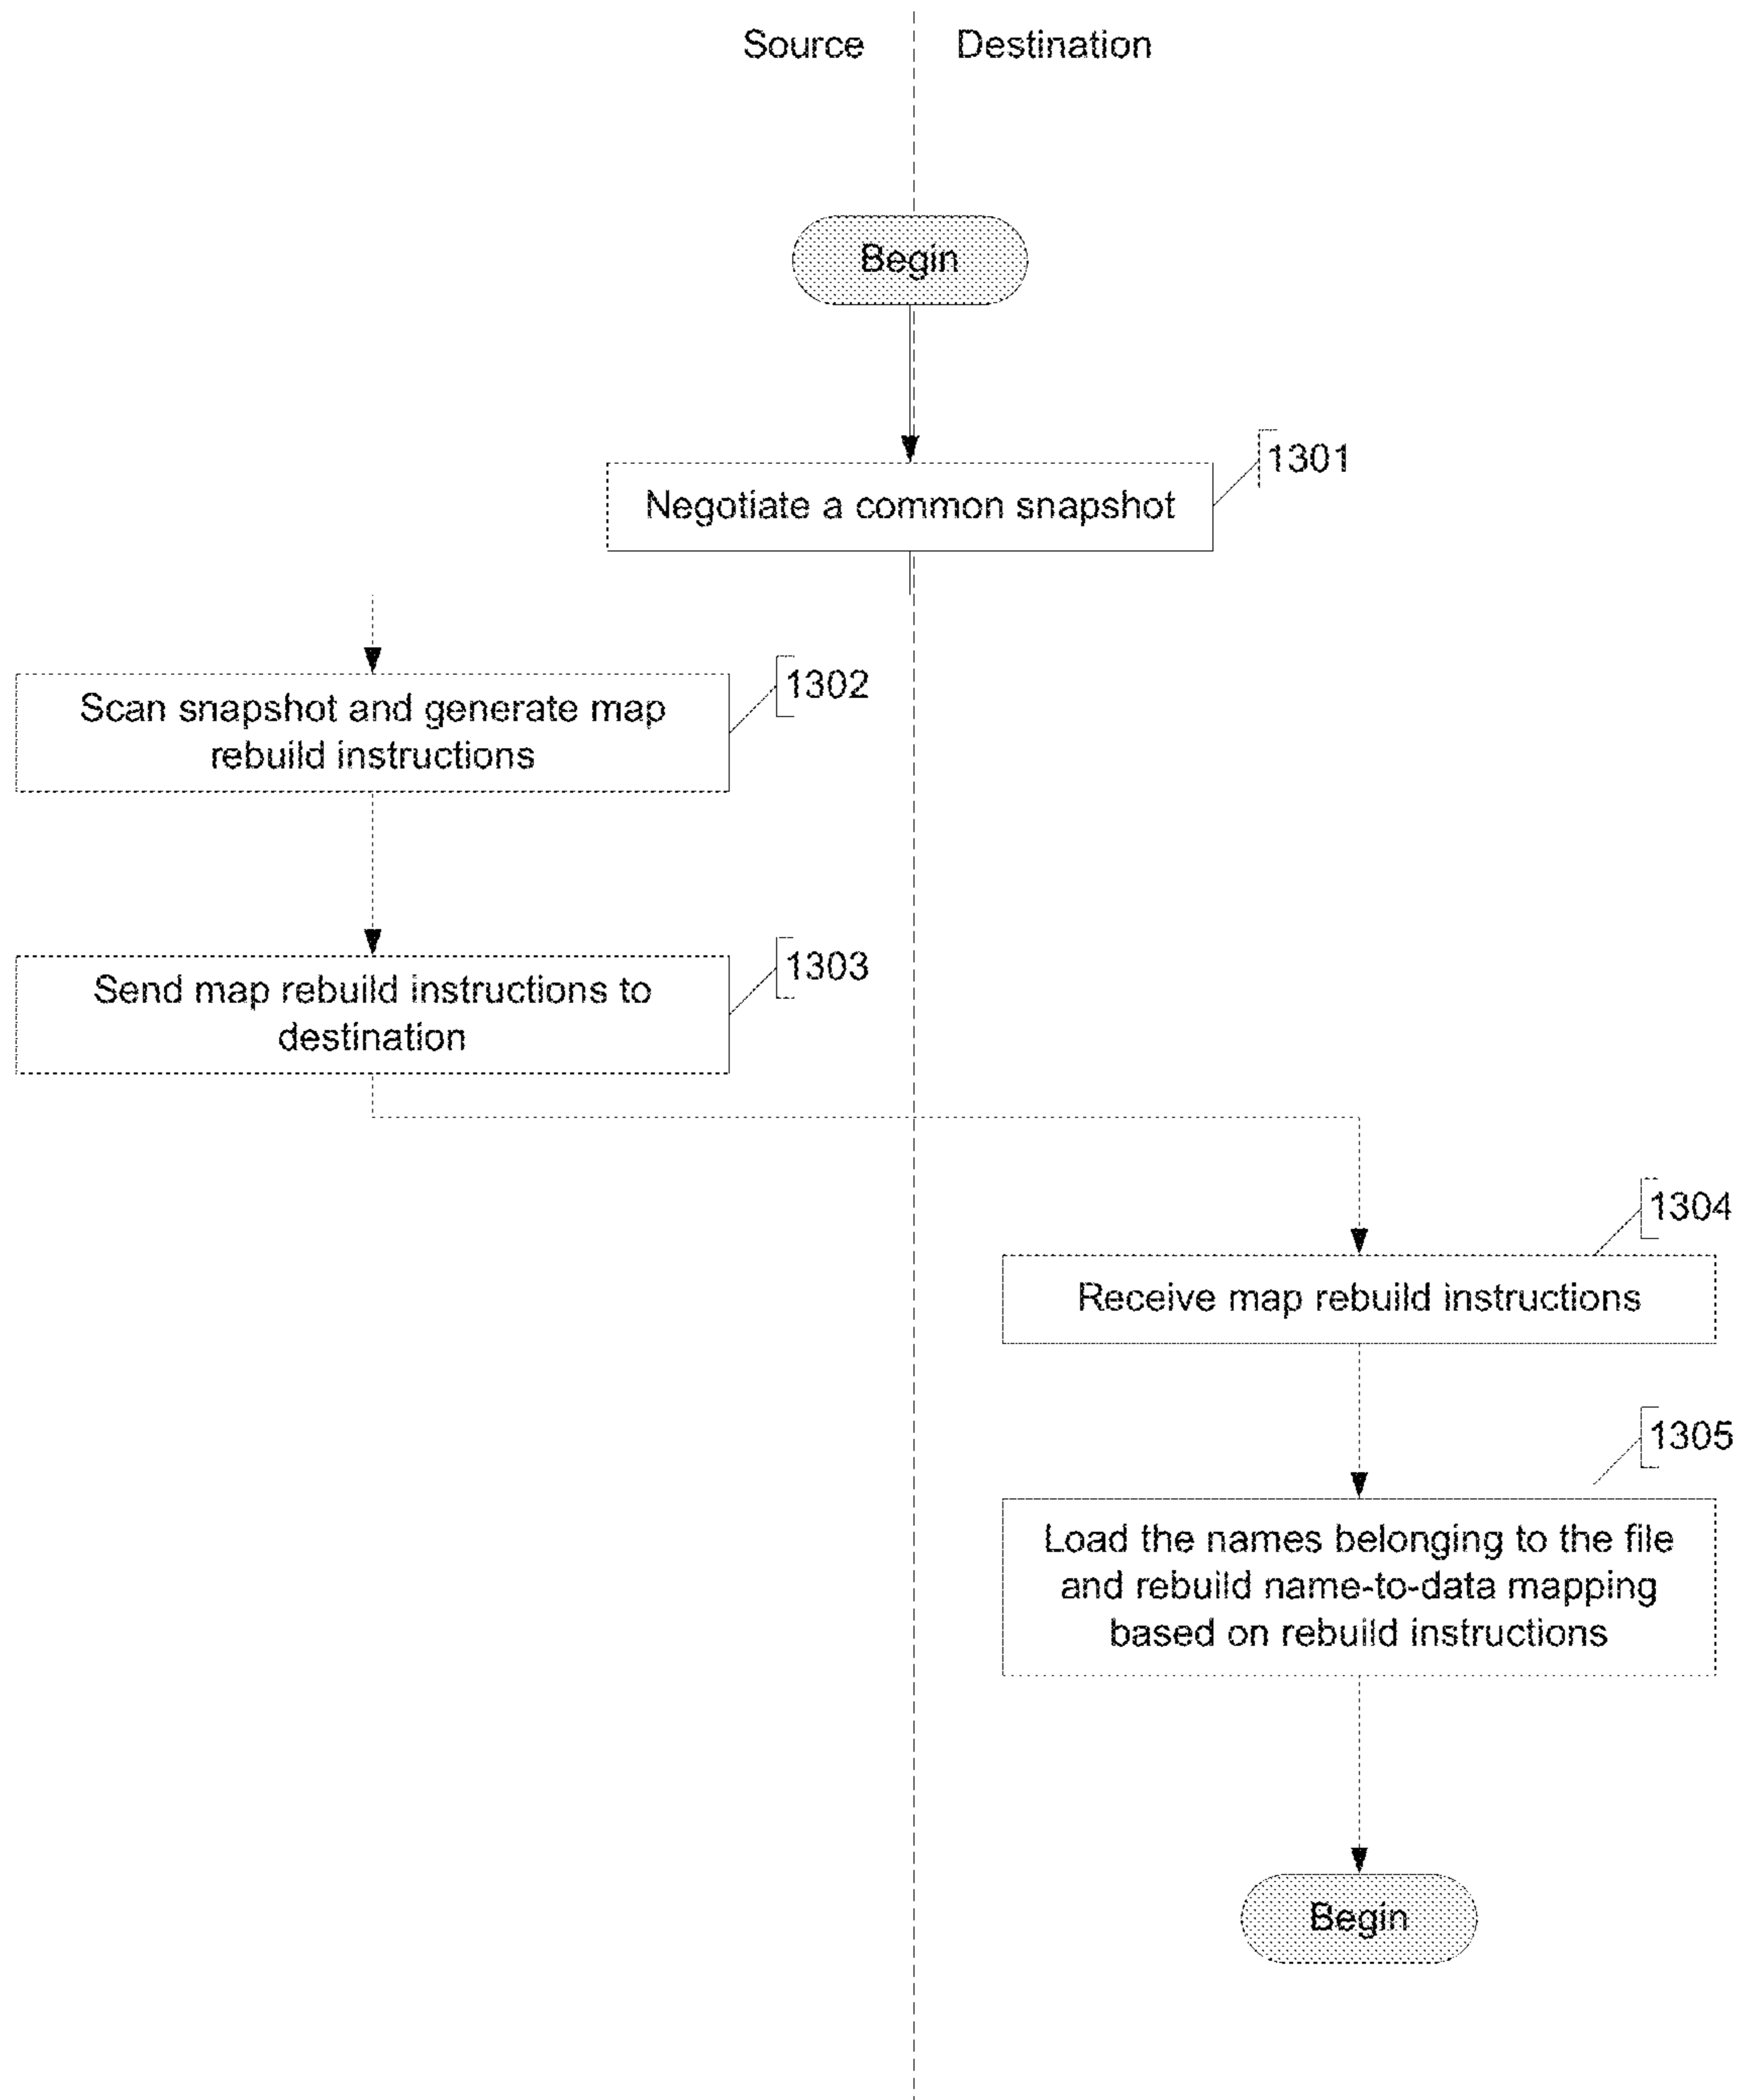 Source
Destination
Begin
1301
Negotiate a common snapshot
1302
Scan snapshot and generate map
rebuild instructions
1303
Send map rebuild instructions to
destination
1304
Receive map rebuild instructions
1305
Load the names belonging to the file
and rebuild name-to-data mapping
based on rebuild instructions
Begin